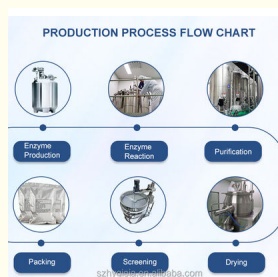 PRODUCTION PROCESS FLOW CHART
Enzyme
Production
Enzyme
Reaction
Purification
Packing
Screening
Drying